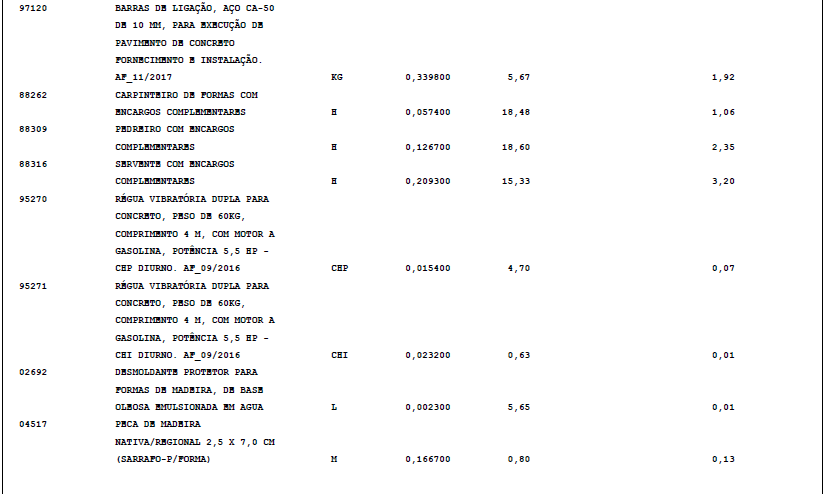 97120 BARRAS DE LIGAÇÃO, AÇO CA-50
DE 10 MM, PARA EXECUÇÃO DE
PAVIMENTO DE CONCRETO
FORNECIMENTO E INSTALAÇÃO.
AF_11/2017 KG 0,339800 5,67 1,92
88262 CARPINTEIRO DE FORMAS COM
ENCARGOS COMPLEMENTARES H 0,057400 18,48 1,06
88309 PEDREIRO COM ENCARGOS
COMPLEMENTARES H 0,126700 18,60 2,35
88316 SERVENTE COM ENCARGOS
COMPLEMENTARES H 0,209300 15,33 3,20
95270 RÉGUA VIBRATÓRIA DUPLA PARA
CONCRETO, PESO DE 60KG,
COMPRIMENTO 4 M, COM MOTOR A
GASOLINA, POTÊNCIA 5,5 HP -
CHP DIURNO. AF_09/2016 CHP 0,015400 4,70 0,07
95271 RÉGUA VIBRATÓRIA DUPLA PARA
CONCRETO, PESO DE 60KG,
COMPRIMENTO 4 M, COM MOTOR A
GASOLINA, POTÊNCIA 5,5 HP -
CHI DIURNO. AF_09/2016 CHI 0,023200 0,63 0,01
02692 DESMOLDANTE PROTETOR PARA
FORMAS DE MADEIRA, DE BASE
OLEOSA EMULSIONADA EM AGUA L 0,002300 5,65 0,01
04517 PECA DE MADEIRA
NATIVA/REGIONAL 2,5 X 7,0 CM
(SARRAFO-P/FORMA) M 0,166700 0,80 0,13